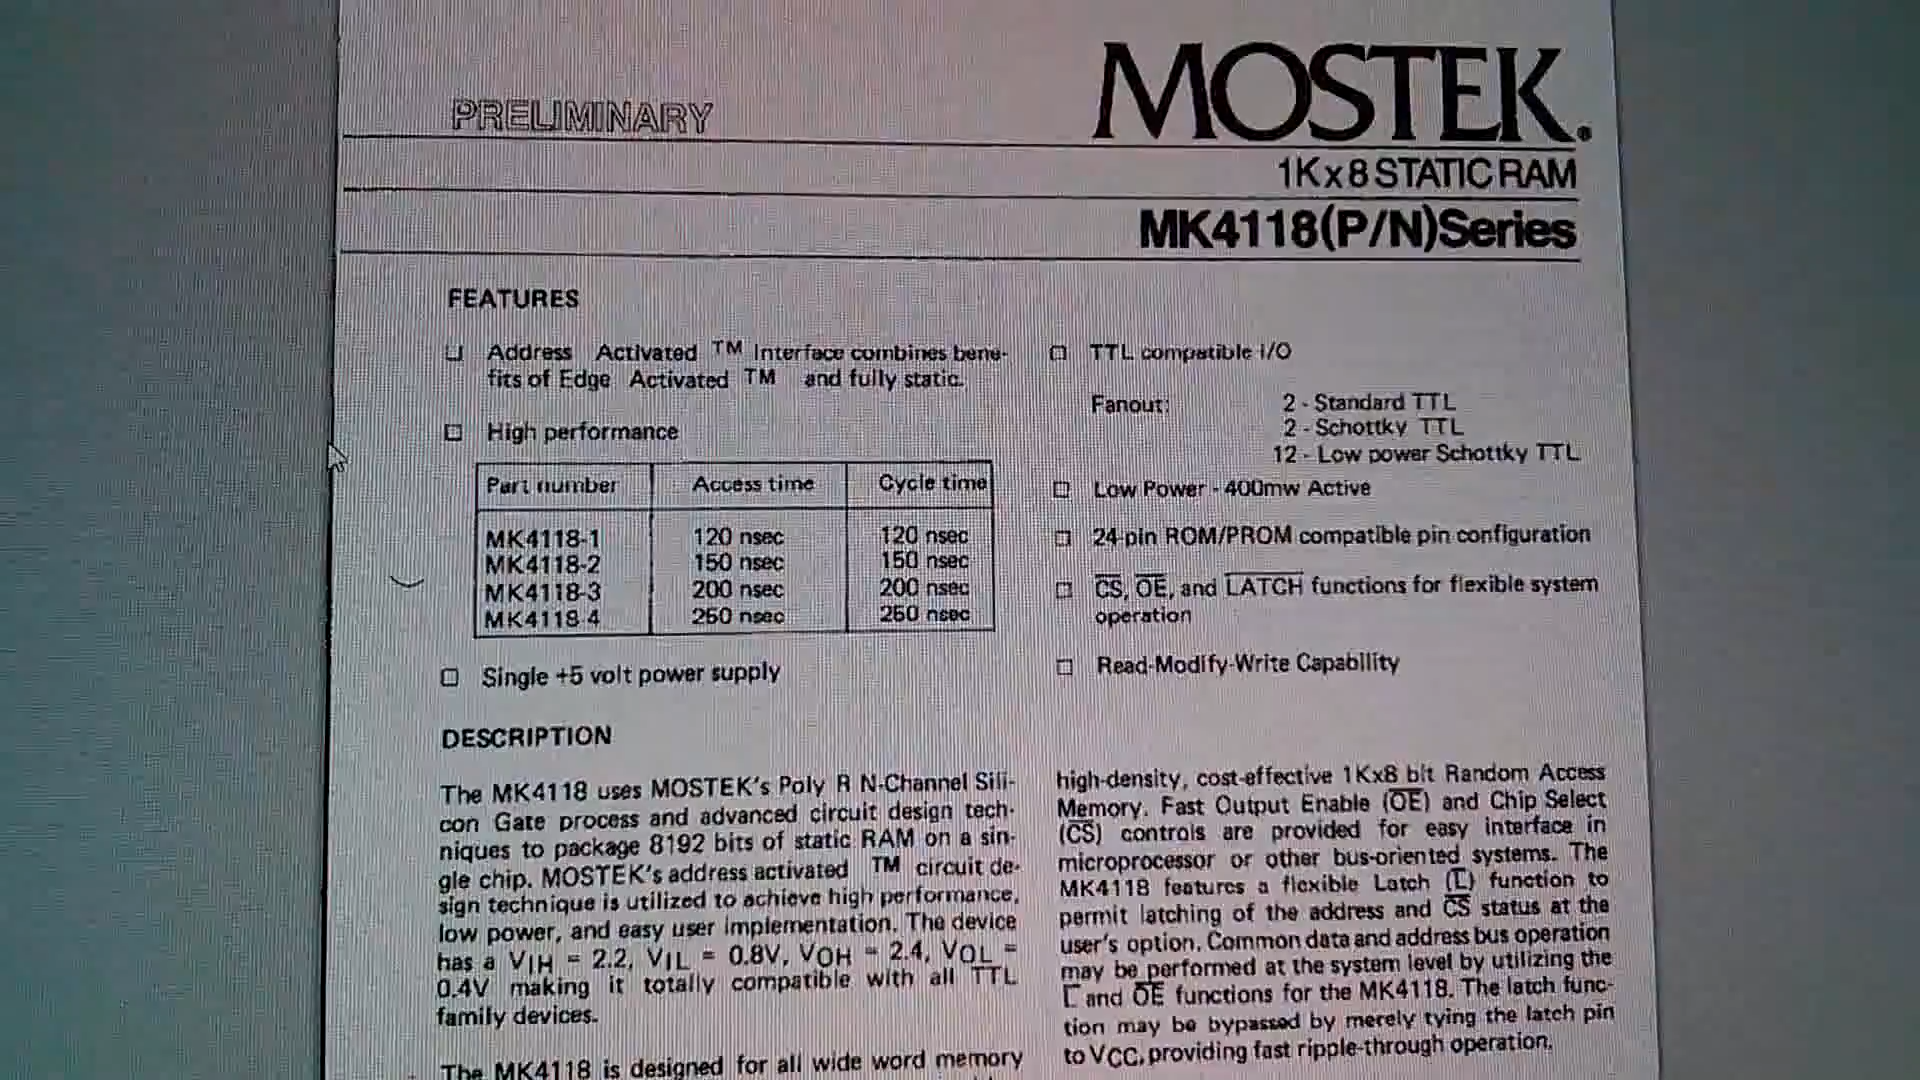 PRELIMINARY
MOSTEK.
1Kx8 STATIC RAM
MK4118(P/N)Series
FEATURES
Address Activated TM Interface combines bene-
fits of Edge Activated TM and fully static.
High performance
Part number Access time Cycle time
MK4118-1 120 nsec 120 nsec
MK4118-2 150 nsec 150 nsec
MK4118-3 200 nsec 200 nsec
MK4118-4 250 nsec 250 nsec
Single +5 volt power supply
TTL compatible I/O
Fanout: 2 - Standard TTL
2 - Schottky TTL
12 - Low power Schottky TTL
Low Power - 400mw Active
24-pin ROM/PROM compatible pin configuration
C̅S̅, O̅E̅, and L̅A̅T̅C̅H̅ functions for flexible system
operation
Read-Modify-Write Capability
DESCRIPTION
The MK4118 uses MOSTEK's Poly R N-Channel Sili-
con Gate process and advanced circuit design tech-
niques to package 8192 bits of static RAM on a sin-
gle chip. MOSTEK's address activated TM circuit de-
sign technique is utilized to achieve high performance,
low power, and easy user implementation. The device
has a VIH = 2.2, VIL = 0.8V, VOH = 2.4, VOL =
0.4V making it totally compatible with all TTL
family devices.
The MK4118 is designed for all wide word memory
high-density, cost-effective 1Kx8 bit Random Access
Memory. Fast Output Enable (O̅E̅) and Chip Select
(C̅S̅) controls are provided for easy interface in
microprocessor or other bus-oriented systems. The
MK4118 features a flexible Latch (L̅) function to
permit latching of the address and C̅S̅ status at the
user's option. Common data and address bus operation
may be performed at the system level by utilizing the
L̅ and O̅E̅ functions for the MK4118. The latch func-
tion may be bypassed by merely tying the latch pin
to VCC, providing fast ripple-through operation.